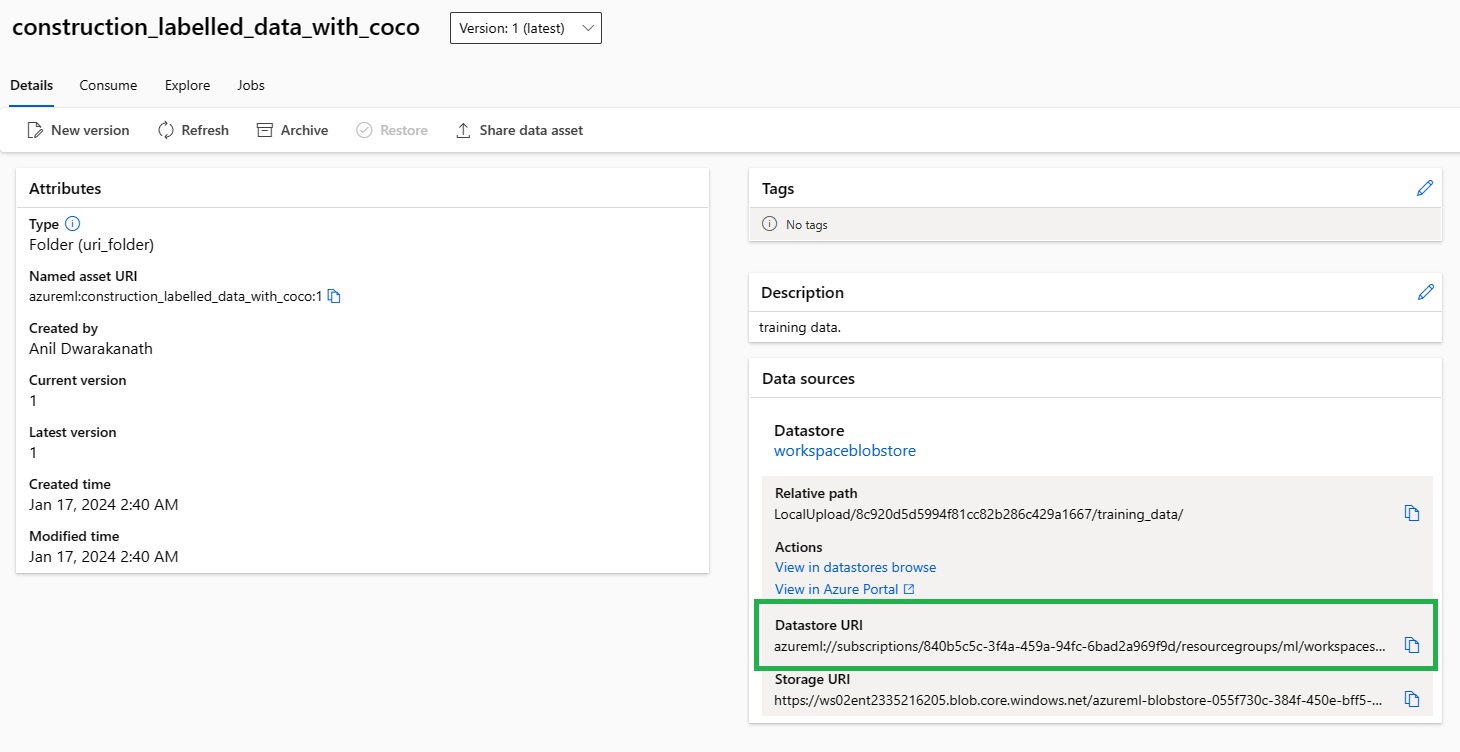 construction_labelled_data_with_coco
Version: 1 (latest)
Details Consume Explore Jobs
New version Refresh Archive Restore Share data asset
Attributes
Type
Folder (uri_folder)
Named asset URI
azureml:construction_labelled_data_with_coco:1
Created by
Anil Dwarakanath
Current version
1
Latest version
1
Created time
Jan 17, 2024 2:40 AM
Modified time
Jan 17, 2024 2:40 AM
Tags
No tags
Description
training data.
Data sources
Datastore
workspaceblobstore
Relative path
LocalUpload/8c920d5d5994f81cc82b286c429a1667/training_data/
Actions
View in datastores browse
View in Azure Portal
Datastore URI
azureml://subscriptions/840b5c5c-3f4a-459a-94fc-6bad2a969f9d/resourcegroups/ml/workspaces...
Storage URI
https://ws02ent2335216205.blob.core.windows.net/azureml-blobstore-055f730c-384f-450e-bff5-...